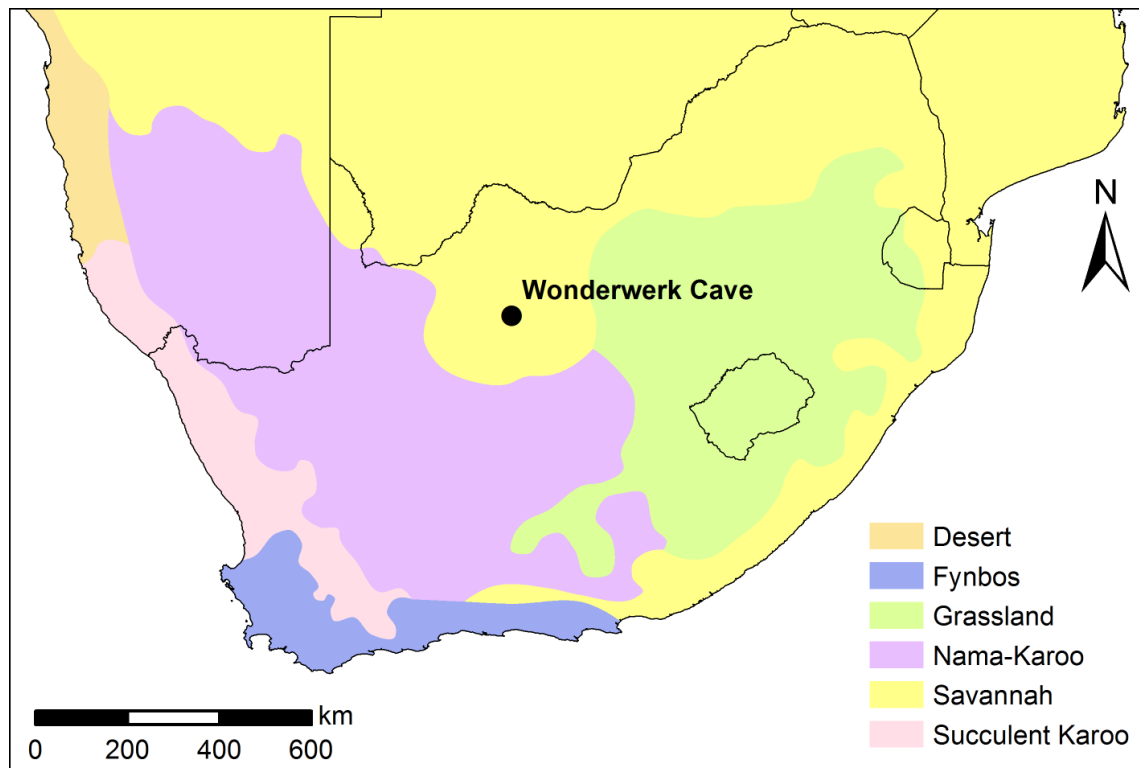 N
Wonderwerk Cave
Desert
Fynbos
Grassland
Nama-Karoo
Savannah
Succulent Karoo
km
0 200 400 600